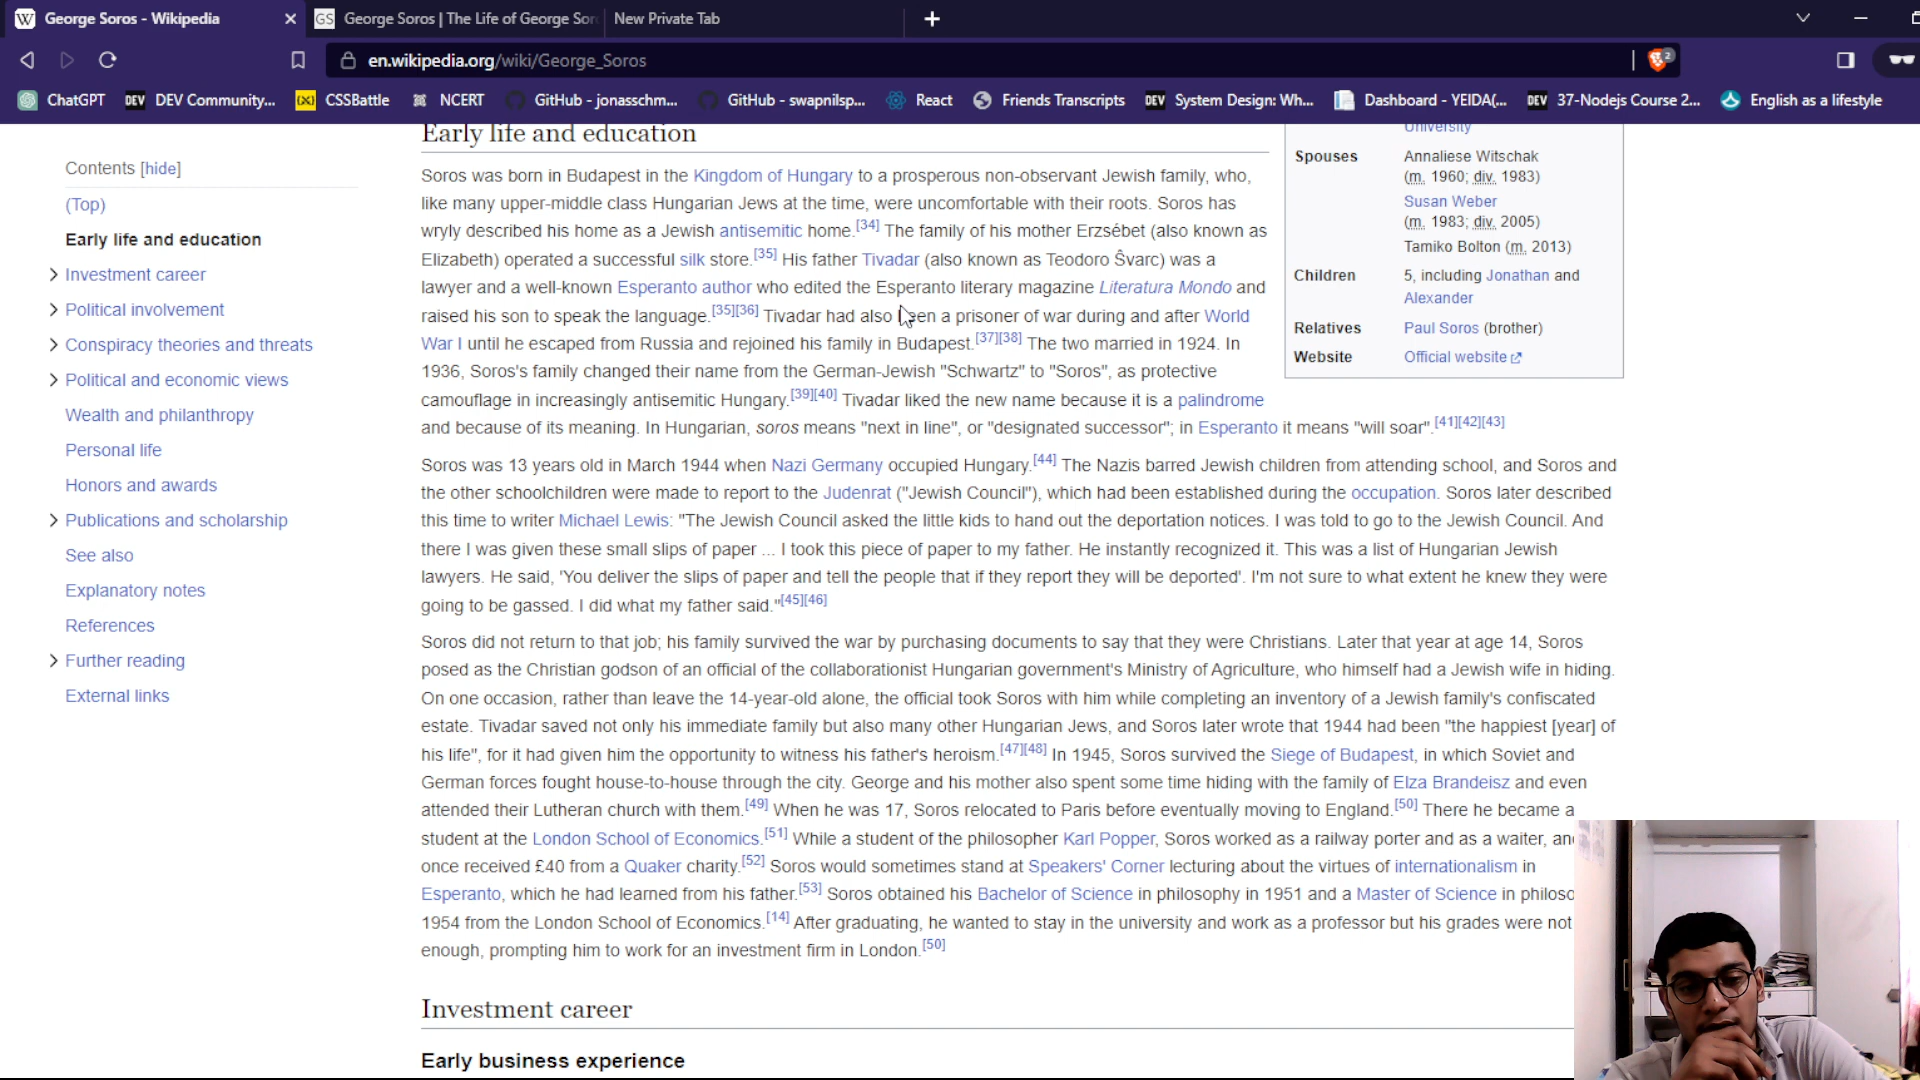 George Soros - Wikipedia
GS George Soros | The Life of George Sor
New Private Tab
en.wikipedia.org/wiki/George_Soros
2
ChatGPT
DEV DEV Community...
CSSBattle
NCERT
GitHub - jonasschm...
GitHub - swapnilsp...
React
Friends Transcripts
DEV System Design: Wh...
Dashboard - YEIDA(...
DEV 37-Nodejs Course 2...
English as a lifestyle
Contents [hide]
(Top)
Early life and education
Investment career
Political involvement
Conspiracy theories and threats
Political and economic views
Wealth and philanthropy
Personal life
Honors and awards
Publications and scholarship
See also
Explanatory notes
References
Further reading
External links
Early life and education
Soros was born in Budapest in the Kingdom of Hungary to a prosperous non-observant Jewish family, who,
like many upper-middle class Hungarian Jews at the time, were uncomfortable with their roots. Soros has
wryly described his home as a Jewish antisemitic home.[34] The family of his mother Erzsébet (also known as
Elizabeth) operated a successful silk store.[35] His father Tivadar (also known as Teodoro Ŝvarc) was a
lawyer and a well-known Esperanto author who edited the Esperanto literary magazine Literatura Mondo and
raised his son to speak the language.[35][36] Tivadar had also been a prisoner of war during and after World
War I until he escaped from Russia and rejoined his family in Budapest.[37][38] The two married in 1924. In
1936, Soros's family changed their name from the German-Jewish "Schwartz" to "Soros", as protective
camouflage in increasingly antisemitic Hungary.[39][40] Tivadar liked the new name because it is a palindrome
and because of its meaning. In Hungarian, soros means "next in line", or "designated successor"; in Esperanto it means "will soar".[41][42][43]
Soros was 13 years old in March 1944 when Nazi Germany occupied Hungary.[44] The Nazis barred Jewish children from attending school, and Soros and
the other schoolchildren were made to report to the Judenrat ("Jewish Council"), which had been established during the occupation. Soros later described
this time to writer Michael Lewis: "The Jewish Council asked the little kids to hand out the deportation notices. I was told to go to the Jewish Council. And
there I was given these small slips of paper ... I took this piece of paper to my father. He instantly recognized it. This was a list of Hungarian Jewish
lawyers. He said, 'You deliver the slips of paper and tell the people that if they report they will be deported'. I'm not sure to what extent he knew they were
going to be gassed. I did what my father said."[45][46]
Soros did not return to that job; his family survived the war by purchasing documents to say that they were Christians. Later that year at age 14, Soros
posed as the Christian godson of an official of the collaborationist Hungarian government's Ministry of Agriculture, who himself had a Jewish wife in hiding.
On one occasion, rather than leave the 14-year-old alone, the official took Soros with him while completing an inventory of a Jewish family's confiscated
estate. Tivadar saved not only his immediate family but also many other Hungarian Jews, and Soros later wrote that 1944 had been "the happiest [year] of
his life", for it had given him the opportunity to witness his father's heroism.[47][48] In 1945, Soros survived the Siege of Budapest, in which Soviet and
German forces fought house-to-house through the city. George and his mother also spent some time hiding with the family of Elza Brandeisz and even
attended their Lutheran church with them.[49] When he was 17, Soros relocated to Paris before eventually moving to England.[50] There he became a
student at the London School of Economics.[51] While a student of the philosopher Karl Popper, Soros worked as a railway porter and as a waiter, an
once received £40 from a Quaker charity.[52] Soros would sometimes stand at Speakers' Corner lecturing about the virtues of internationalism in
Esperanto, which he had learned from his father.[53] Soros obtained his Bachelor of Science in philosophy in 1951 and a Master of Science in philoso
1954 from the London School of Economics.[14] After graduating, he wanted to stay in the university and work as a professor but his grades were not
enough, prompting him to work for an investment firm in London.[50]
Investment career
Early business experience
University
Spouses
Annaliese Witschak
(m. 1960; div. 1983)
Susan Weber
(m. 1983; div. 2005)
Tamiko Bolton (m. 2013)
Children
5, including Jonathan and
Alexander
Relatives
Paul Soros (brother)
Website
Official website